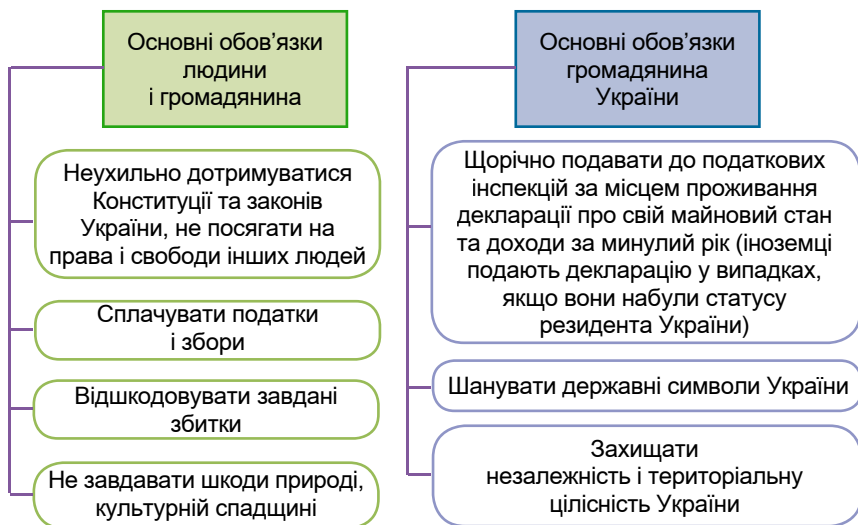 Основні обов’язки
людини
і громадянина
Неухильно дотримуватися
Конституції та законів
України, не посягати на
права і свободи інших людей
Сплачувати податки
і збори
Відшкодовувати завдані
збитки
Не завдавати шкоди природі,
культурній спадщині
Основні обов’язки
громадянина
України
Щорічно подавати до податкових
інспекцій за місцем проживання
декларації про свій майновий стан
та доходи за минулий рік (іноземці
подають декларацію у випадках,
якщо вони набули статусу
резидента України)
Шанувати державні символи України
Захищати
незалежність і територіальну
цілісність України